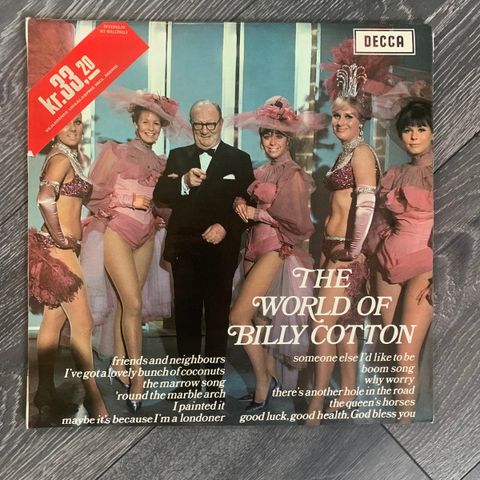 DECCA
kr.33,20
THE
WORLD OF
BILLY COTTON
friends and neighbours
I've got a lovely bunch of coconuts
the marrow song
'round the marble arch
I painted it
maybe it's because I'm a londoner
someone else I'd like to be
boom song
why worry
there's another hole in the road
the queen's horses
good luck, good health, God bless you